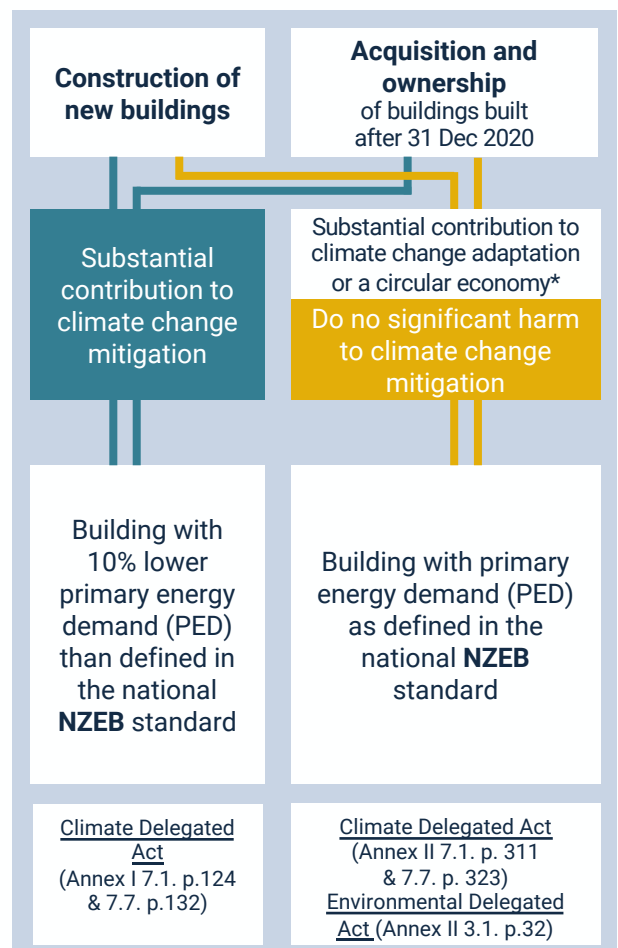 Construction of
new buildings
Acquisition and
ownership
of buildings built
after 31 Dec 2020
Substantial
contribution to
climate change
mitigation
Substantial contribution to
climate change adaptation
or a circular economy*
Do no significant harm
to climate change
mitigation
Building with
10% lower
primary energy
demand (PED)
than defined in
the national
NZEB standard
Building with primary
energy demand (PED)
as defined in the
national NZEB
standard
Climate Delegated
Act
(Annex I 7.1. p.124
& 7.7. p.132)
Climate Delegated Act
(Annex II 7.1. p. 311
& 7.7. p. 323)
Environmental Delegated
Act (Annex II 3.1. p.32)